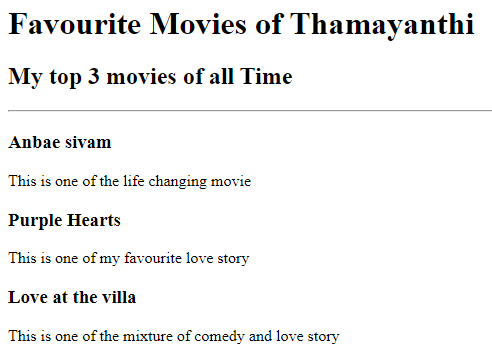 Favourite Movies of Thamayanthi
My top 3 movies of all Time
Anbae sivam
This is one of the life changing movie
Purple Hearts
This is one of my favourite love story
Love at the villa
This is one of the mixture of comedy and love story